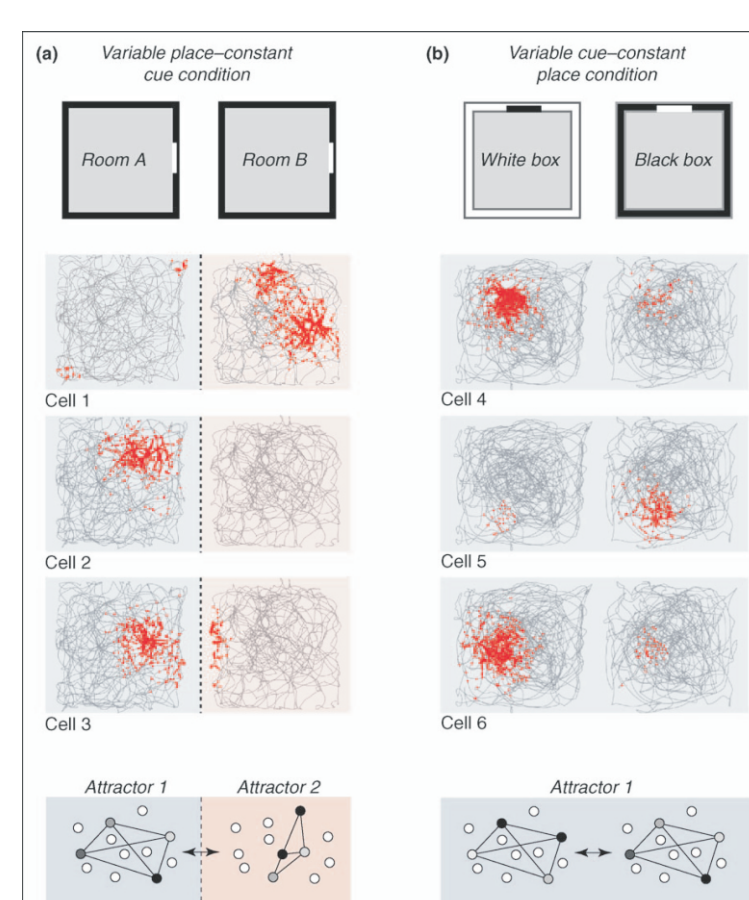 (a) Variable place–constant
cue condition
Room A
Room B
Cell 1
Cell 2
Cell 3
Attractor 1
Attractor 2
(b) Variable cue–constant
place condition
White box
Black box
Cell 4
Cell 5
Cell 6
Attractor 1